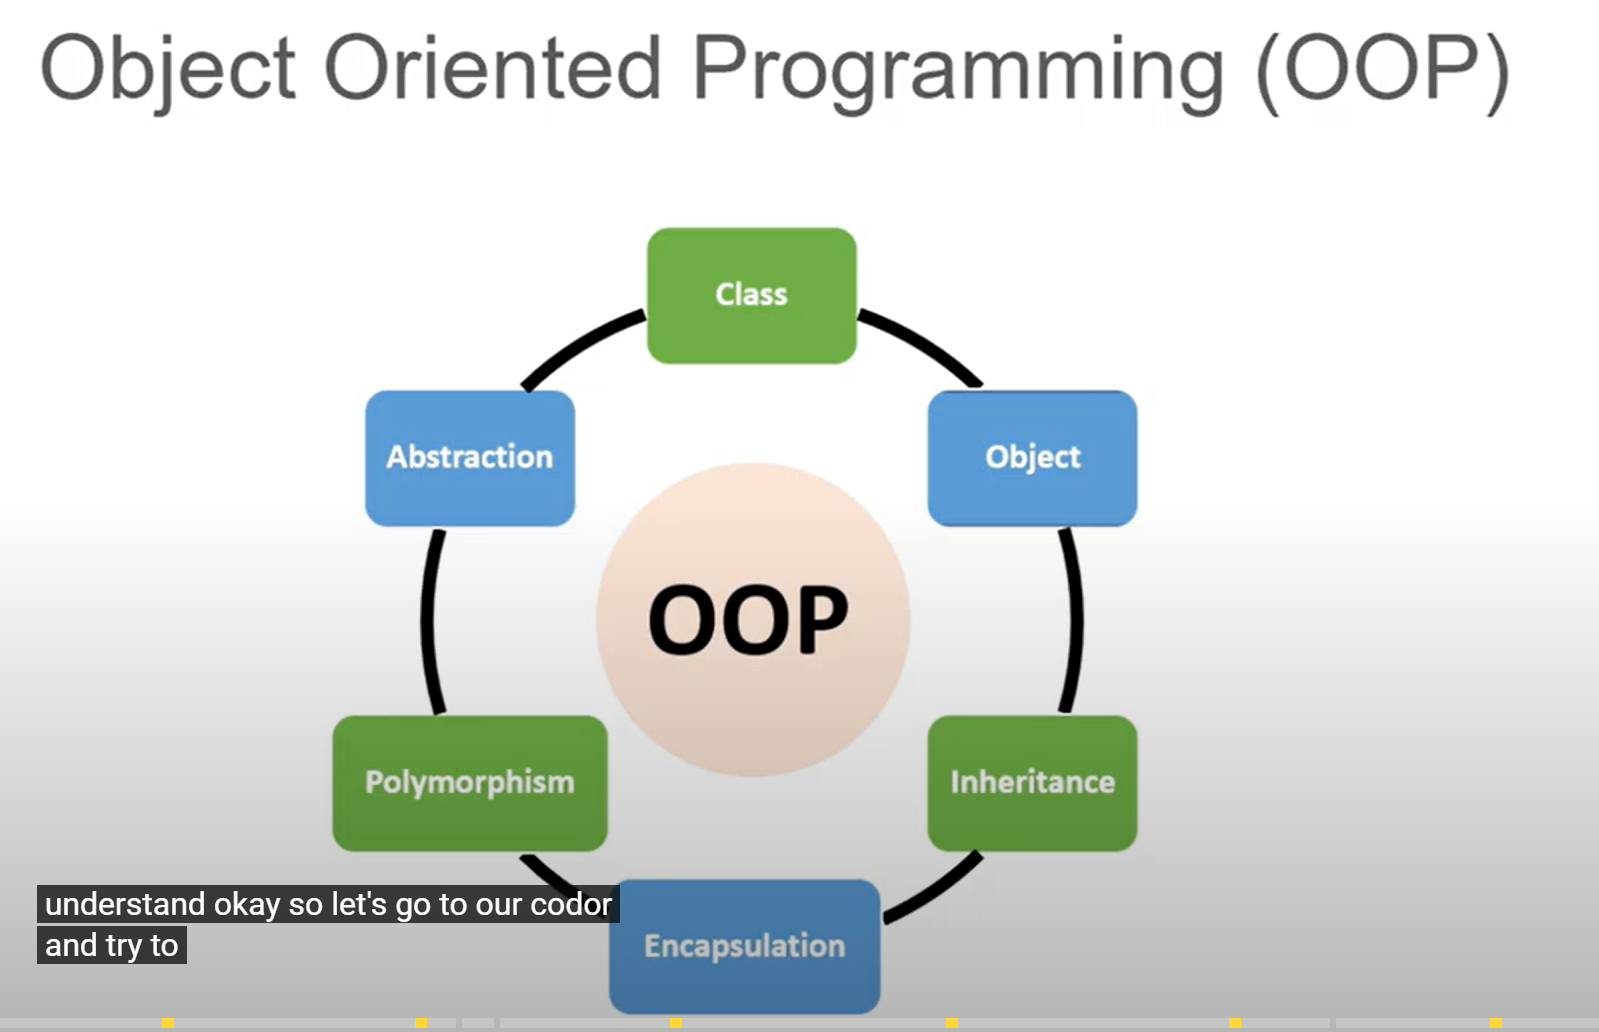 Object Oriented Programming (OOP)
Class
Abstraction
Object
OOP
Polymorphism
Inheritance
Encapsulation
understand okay so let's go to our codor
and try to